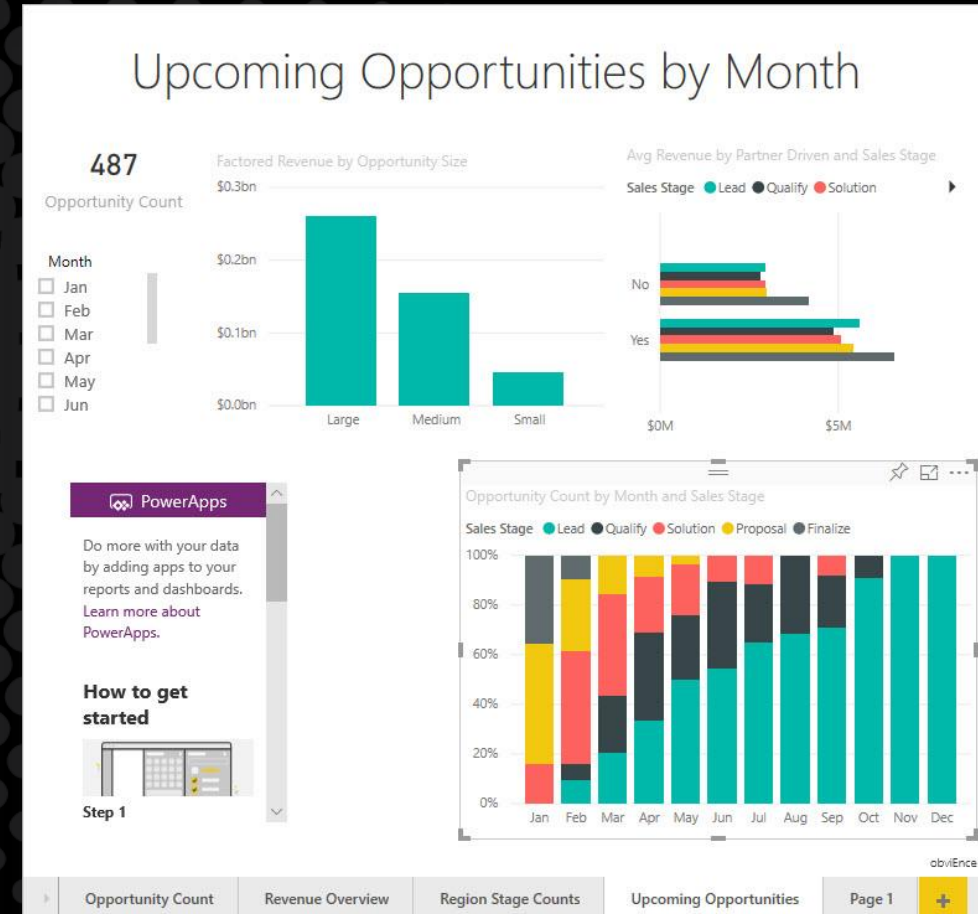 Upcoming Opportunities by Month
487
Opportunity Count
Month
Jan
Feb
Mar
Apr
May
Jun
Factored Revenue by Opportunity Size
$0.3bn
$0.2bn
$0.1bn
$0.0bn
Large Medium Small
Avg Revenue by Partner Driven and Sales Stage
Sales Stage Lead Qualify Solution
No
Yes
$0M $5M
PowerApps
Do more with your data
by adding apps to your
reports and dashboards.
Learn more about
PowerApps.
How to get
started
Step 1
Opportunity Count by Month and Sales Stage
Sales Stage Lead Qualify Solution Proposal Finalize
100%
80%
60%
40%
20%
0%
Jan Feb Mar Apr May Jun Jul Aug Sep Oct Nov Dec
obviEnce
Opportunity Count Revenue Overview Region Stage Counts Upcoming Opportunities Page 1 +